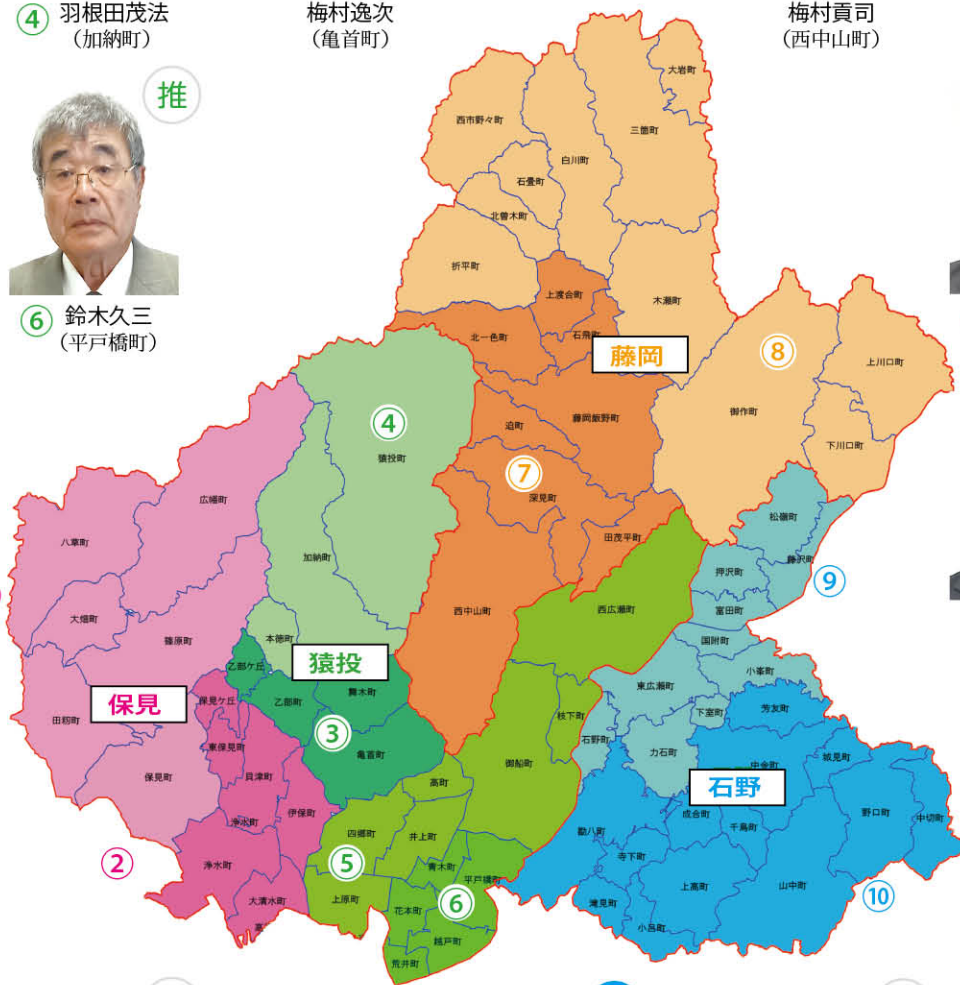 ④ 羽根田茂法
(加納町)
梅村逸次
(亀首町)
梅村貢司
(西中山町)
推
⑥ 鈴木久三
(平戸橋町)
大岩町
西市野々町
三箇町
白川町
石畳町
北曽木町
折平町
上渡合町
木瀬町
北一色町
石飛町
藤岡
⑧
上川口町
御作町
④
迫町
藤岡飯野町
下川口町
猿投町
⑦
深見町
広幡町
松嶺町
田茂平町
八草町
加納町
藤沢町
押沢町
⑨
西中山町
西広瀬町
富田町
大畑町
篠原町
本徳町
国附町
乙部ケ丘
猿投
小峯町
東広瀬町
舞木町
保見
保見ケ丘
乙部町
下室町
芳友町
田籾町
枝下町
③
石野町
東保見町
亀首町
力石町
中金町
御船町
保見町
貝津町
高町
石野
野口町
伊保町
成合町
中切町
浄水町
四郷町
井上町
勘八町
千鳥町
②
浄水町
⑤
青木町
寺下町
平戸橋町
上高町
山中町
大清水町
上原町
花本町
⑥
滝見町
⑩
越戸町
小呂町
荒井町